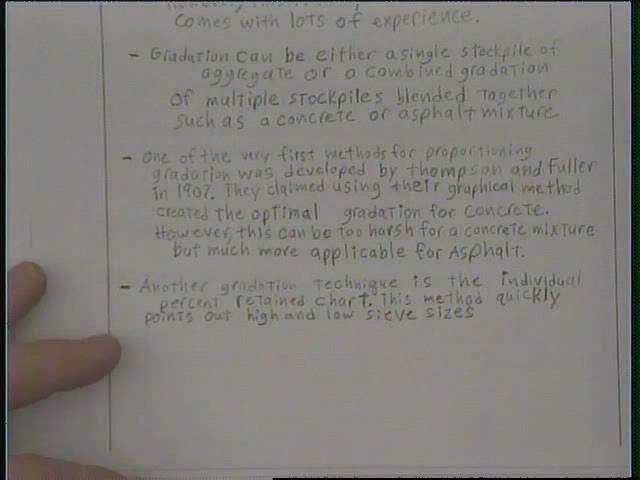 comes with lots of experience.
- Gradation can be either a single stockpile of
aggregate or a combined gradation
of multiple stockpiles blended together
such as a concrete or asphalt mixture
- One of the very first methods for proportioning
gradation was developed by thompson and Fuller
in 1907. They claimed using their graphical method
created the optimal gradation for concrete.
However, this can be too harsh for a concrete mixture
but much more applicable for Asphalt.
- Another gradation technique is the individual
percent retained chart. This method quickly
points out high and low sieve sizes